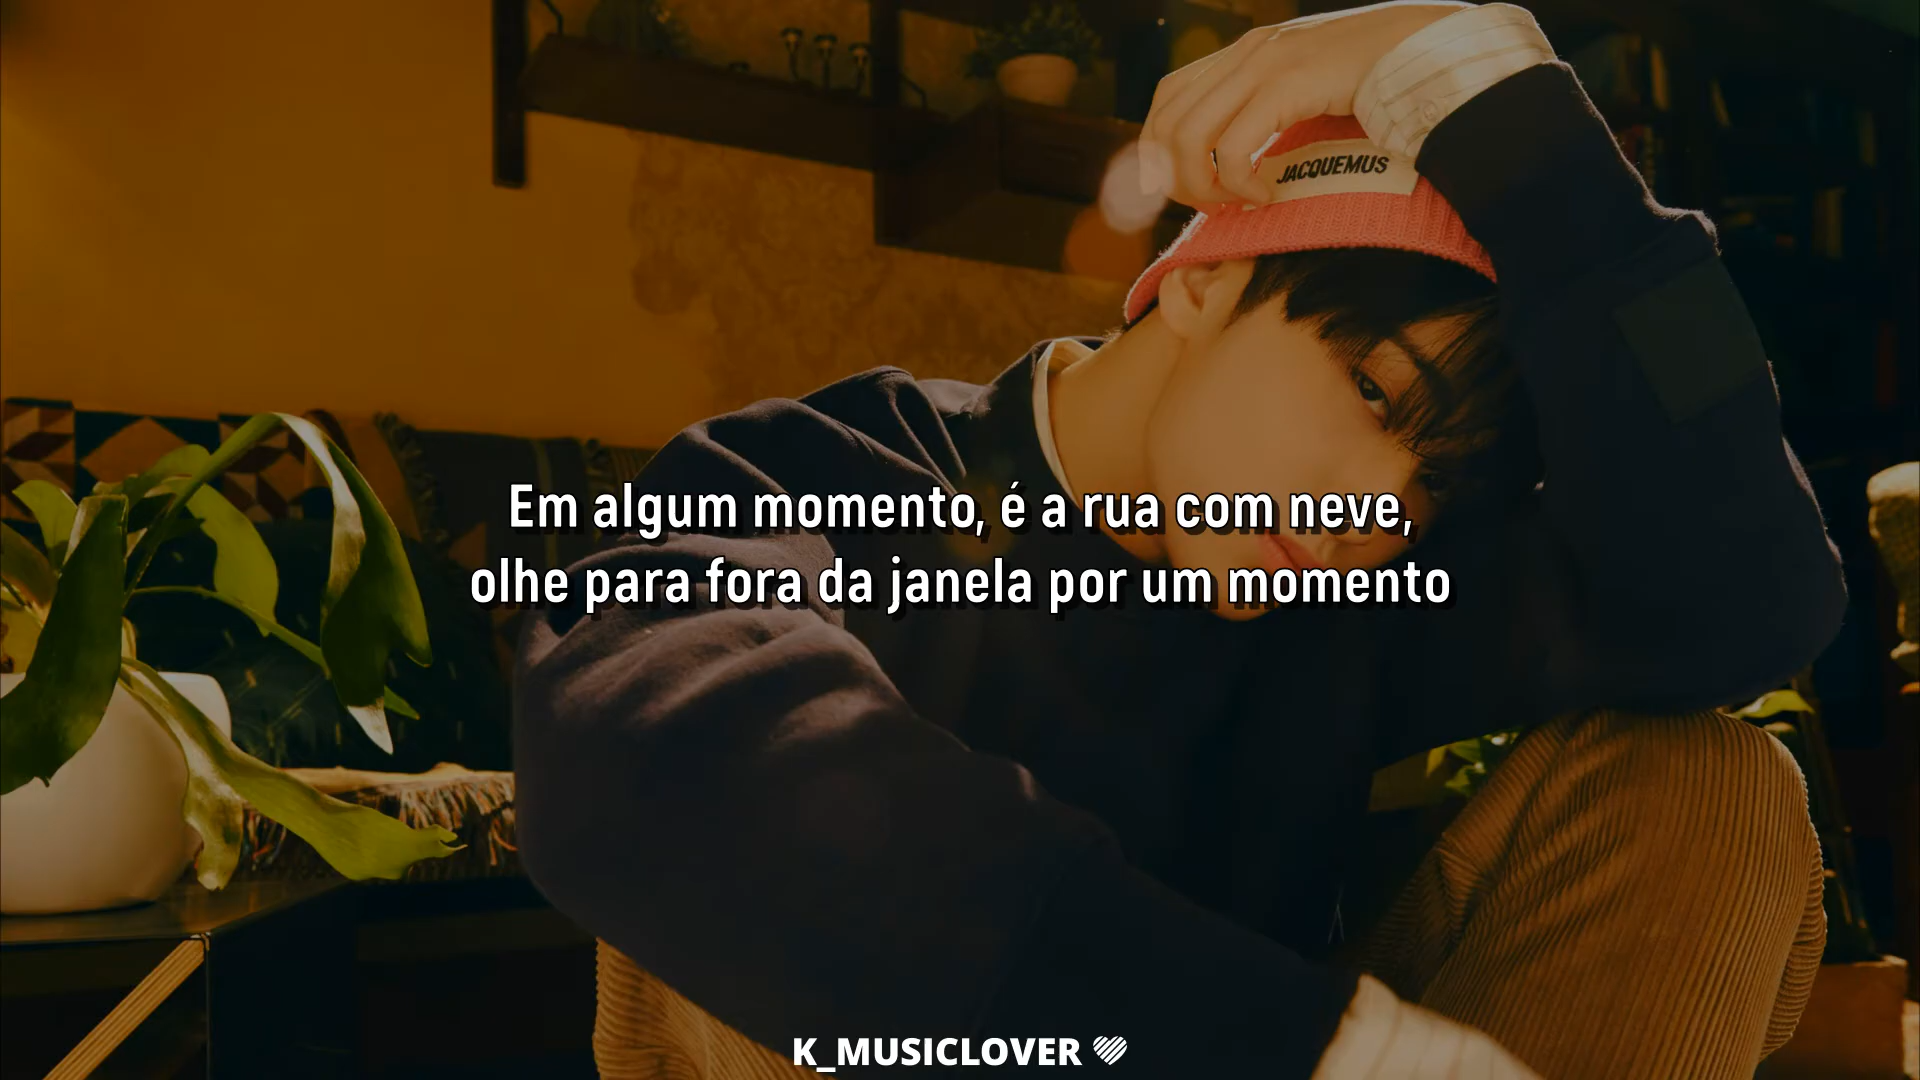 JACQUEMUS
Em algum momento, é a rua com neve,
olhe para fora da janela por um momento
K_MUSICLOVER